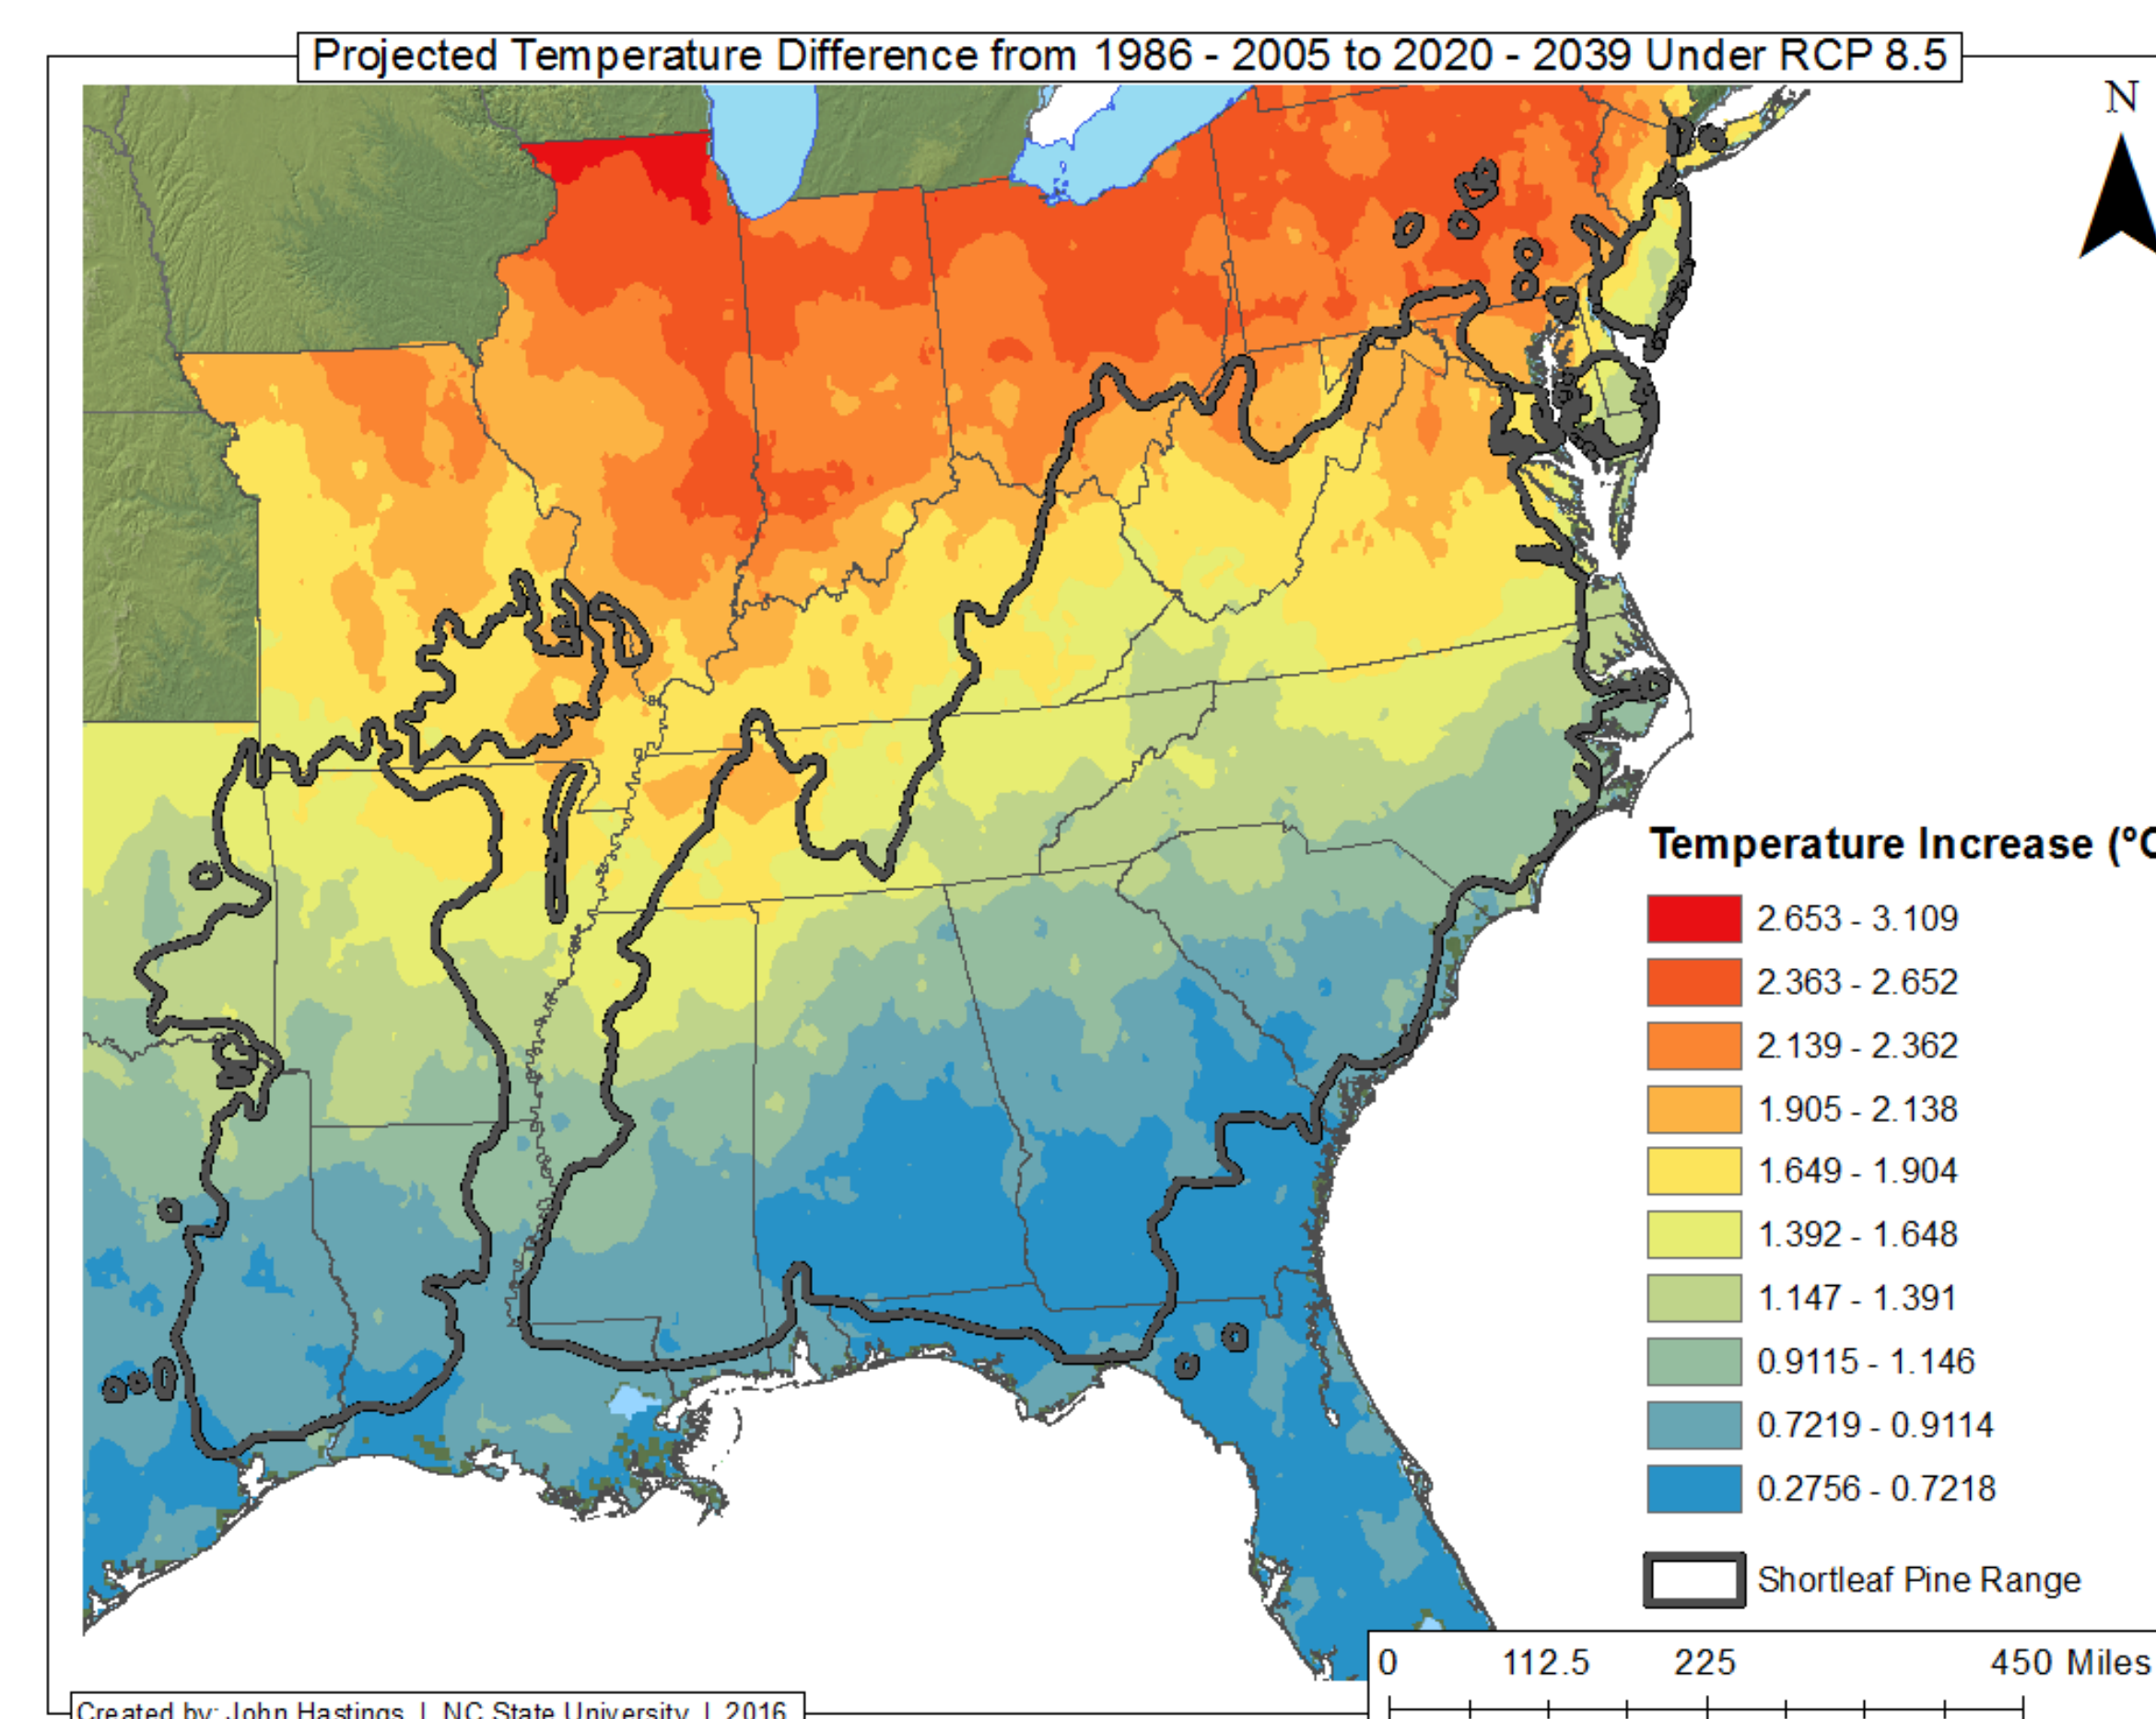 Projected Temperature Difference from 1986 - 2005 to 2020 - 2039 Under RCP 8.5
N
Temperature Increase (°C
2.653 - 3.109
2.363 - 2.652
2.139 - 2.362
1.905 - 2.138
1.649 - 1.904
1.392 - 1.648
1.147 - 1.391
0.9115 - 1.146
0.7219 - 0.9114
0.2756 - 0.7218
Shortleaf Pine Range
0 112.5 225 450 Miles
Created by: John Hastings | NC State University | 2016